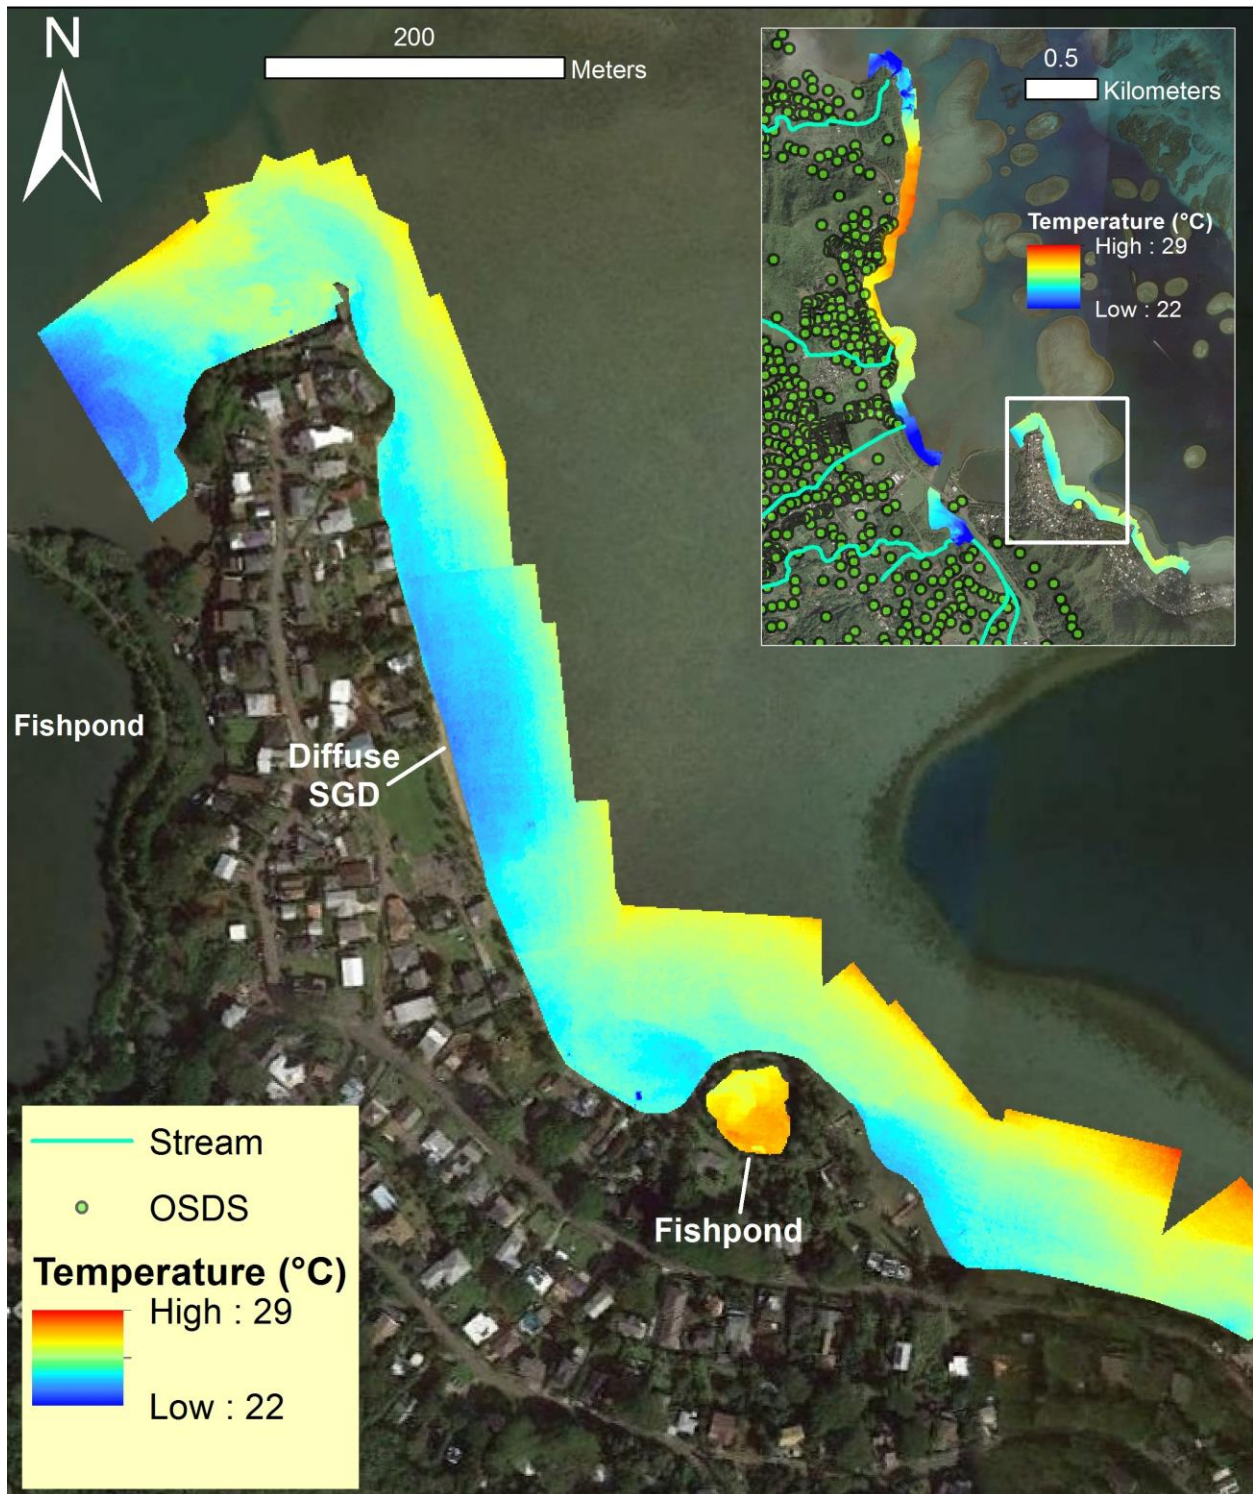 N
200
Meters
0.5
Kilometers
Temperature (°C)
High : 29
Low : 22
Fishpond
Diffuse
SGD
Fishpond
Stream
OSDS
Temperature (°C)
High : 29
Low : 22